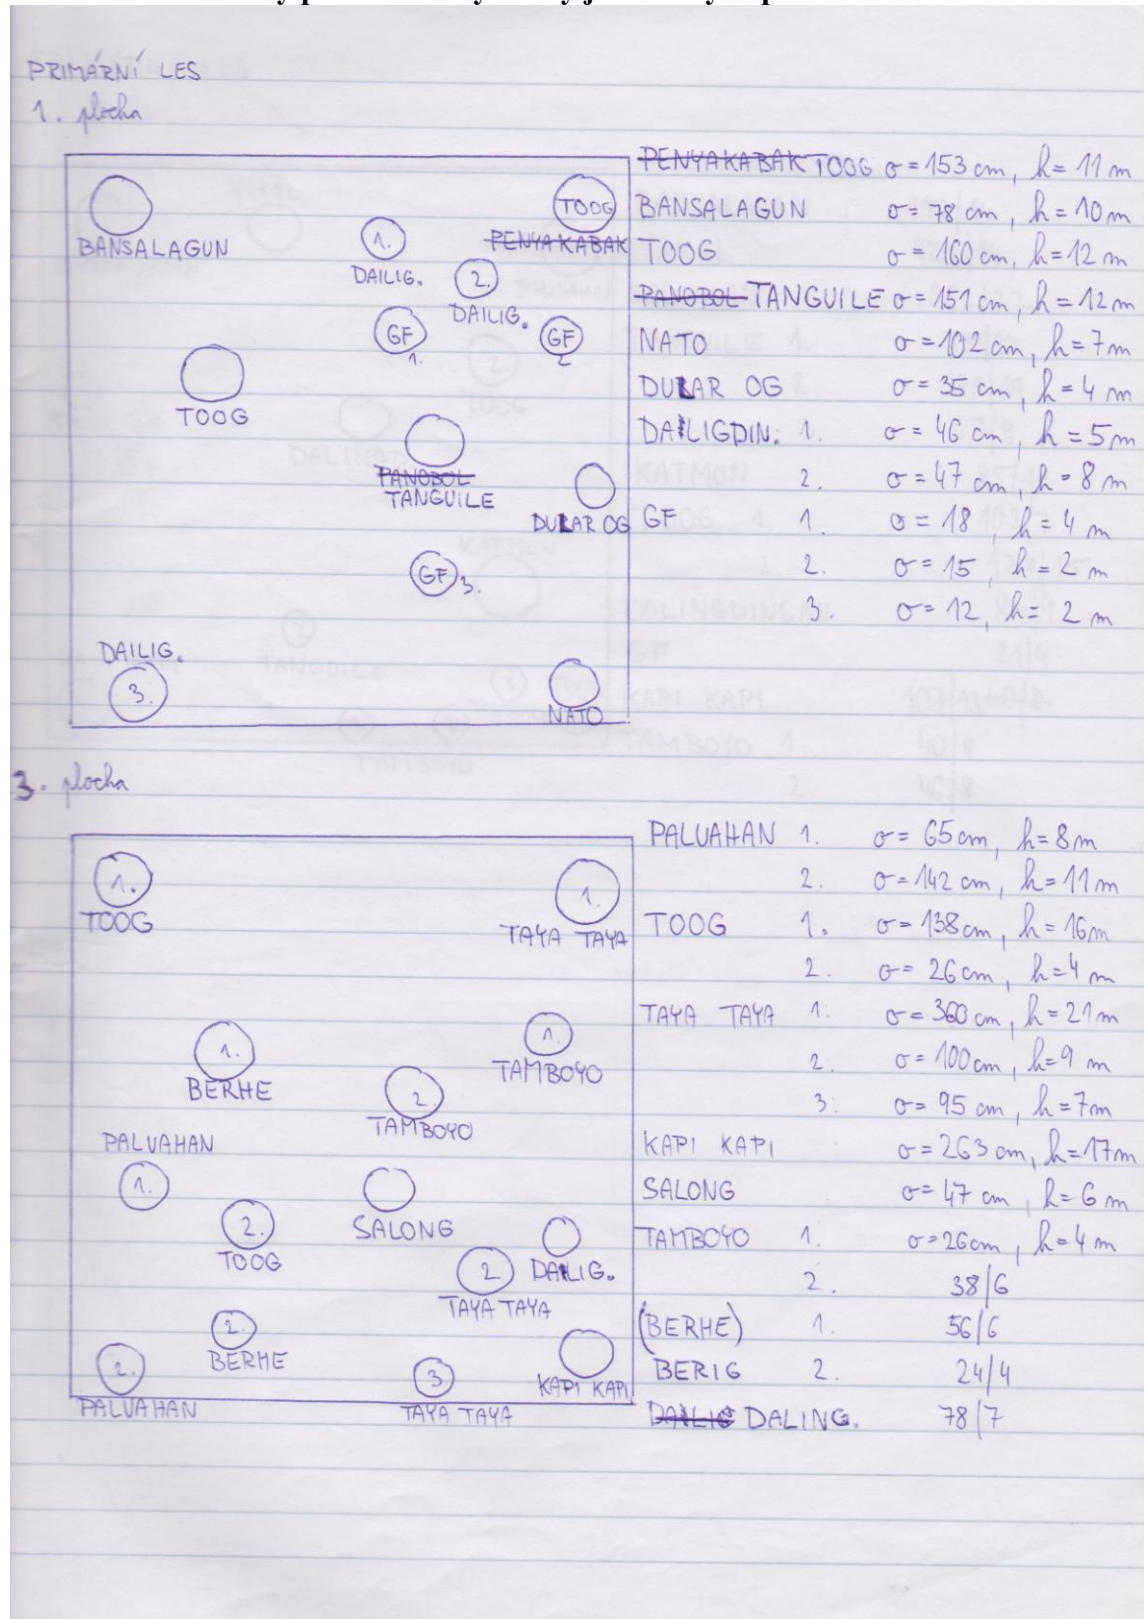 PRIMÁRNÍ LES
1. plocha
BANSALAGUN
TOOG
PENYAKABAK
1.
DAILIG.
2.
DAILIG.
GF
1.
GF
2
TOOG
PANOBOL
TANGUILE
DURAR OG
GF 3.
DAILIG.
3.
NATO
PENYAKABAK TOOG σ = 153 cm, h = 11 m
BANSALAGUN σ = 78 cm, h = 10 m
TOOG σ = 160 cm, h = 12 m
PANOBOL TANGUILE σ = 151 cm, h = 12 m
NATO σ = 102 cm, h = 7 m
σ = 35 cm, h = 4 m
DAILIGDIN. 1. σ = 46 cm, h = 5 m
2. σ = 47 cm, h = 8 m
GF 1. σ = 18, h = 4 m
2. σ = 15, h = 2 m
3. σ = 12, h = 2 m
3. plocha
1.
TOOG
1.
TAYA TAYA
1.
BERHE
1.
TAMBOYO
2
TAMBOYO
PALUAHAN
1.
2.
TOOG
SALONG
2
TAYA TAYA
DAILIG.
2.
BERHE
2.
PALUAHAN
3
TAYA TAYA
KAPI KAPI
PALUAHAN 1. σ = 65 cm, h = 8 m
2. σ = 142 cm, h = 11 m
TOOG 1. σ = 138 cm, h = 16 m
2. σ = 26 cm, h = 4 m
TAYA TAYA 1. σ = 360 cm, h = 21 m
2. σ = 100 cm, h = 9 m
3. σ = 95 cm, h = 7 m
KAPI KAPI σ = 263 cm, h = 17 m
SALONG σ = 47 cm, h = 6 m
TAMBOYO 1. σ = 26 cm, h = 4 m
2. 38/6
(BERHE) 1. 56/6
BERIG 2. 24/4
DAILIG DALING. 78/7